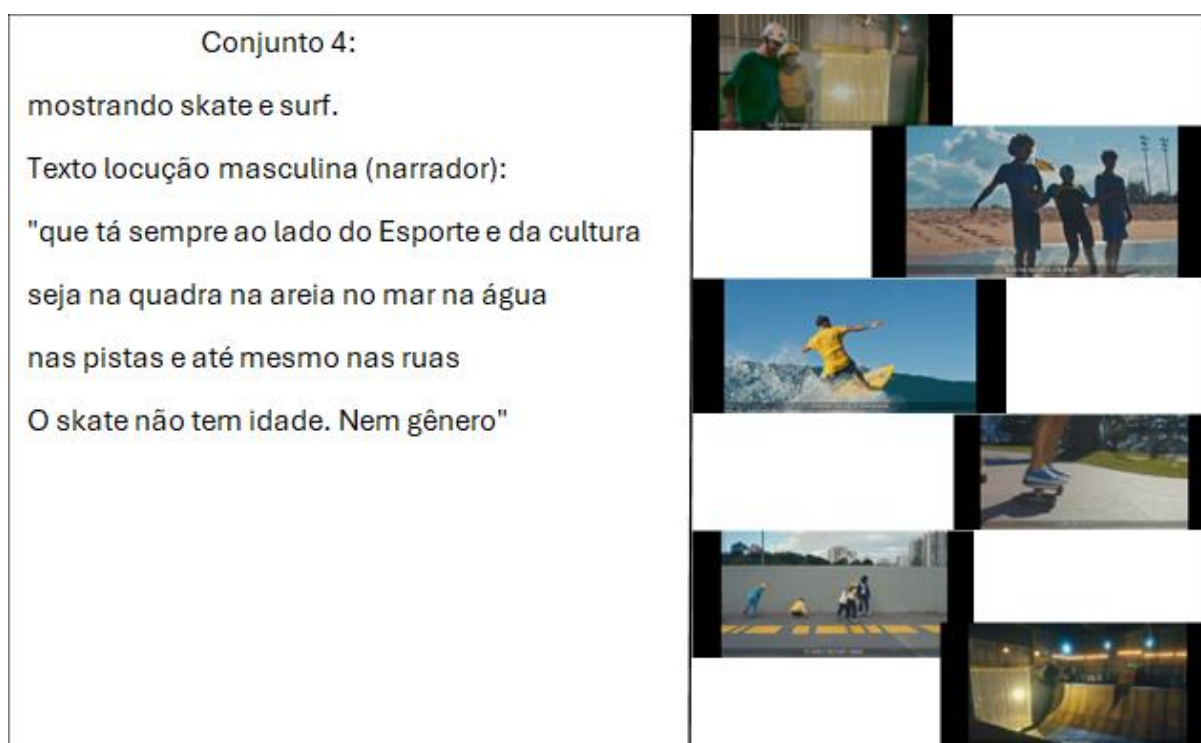 Conjunto 4:
mostrando skate e surf.
Texto locução masculina (narrador):
"que tá sempre ao lado do Esporte e da cultura
seja na quadra na areia no mar na água
nas pistas e até mesmo nas ruas
O skate não tem idade. Nem gênero"